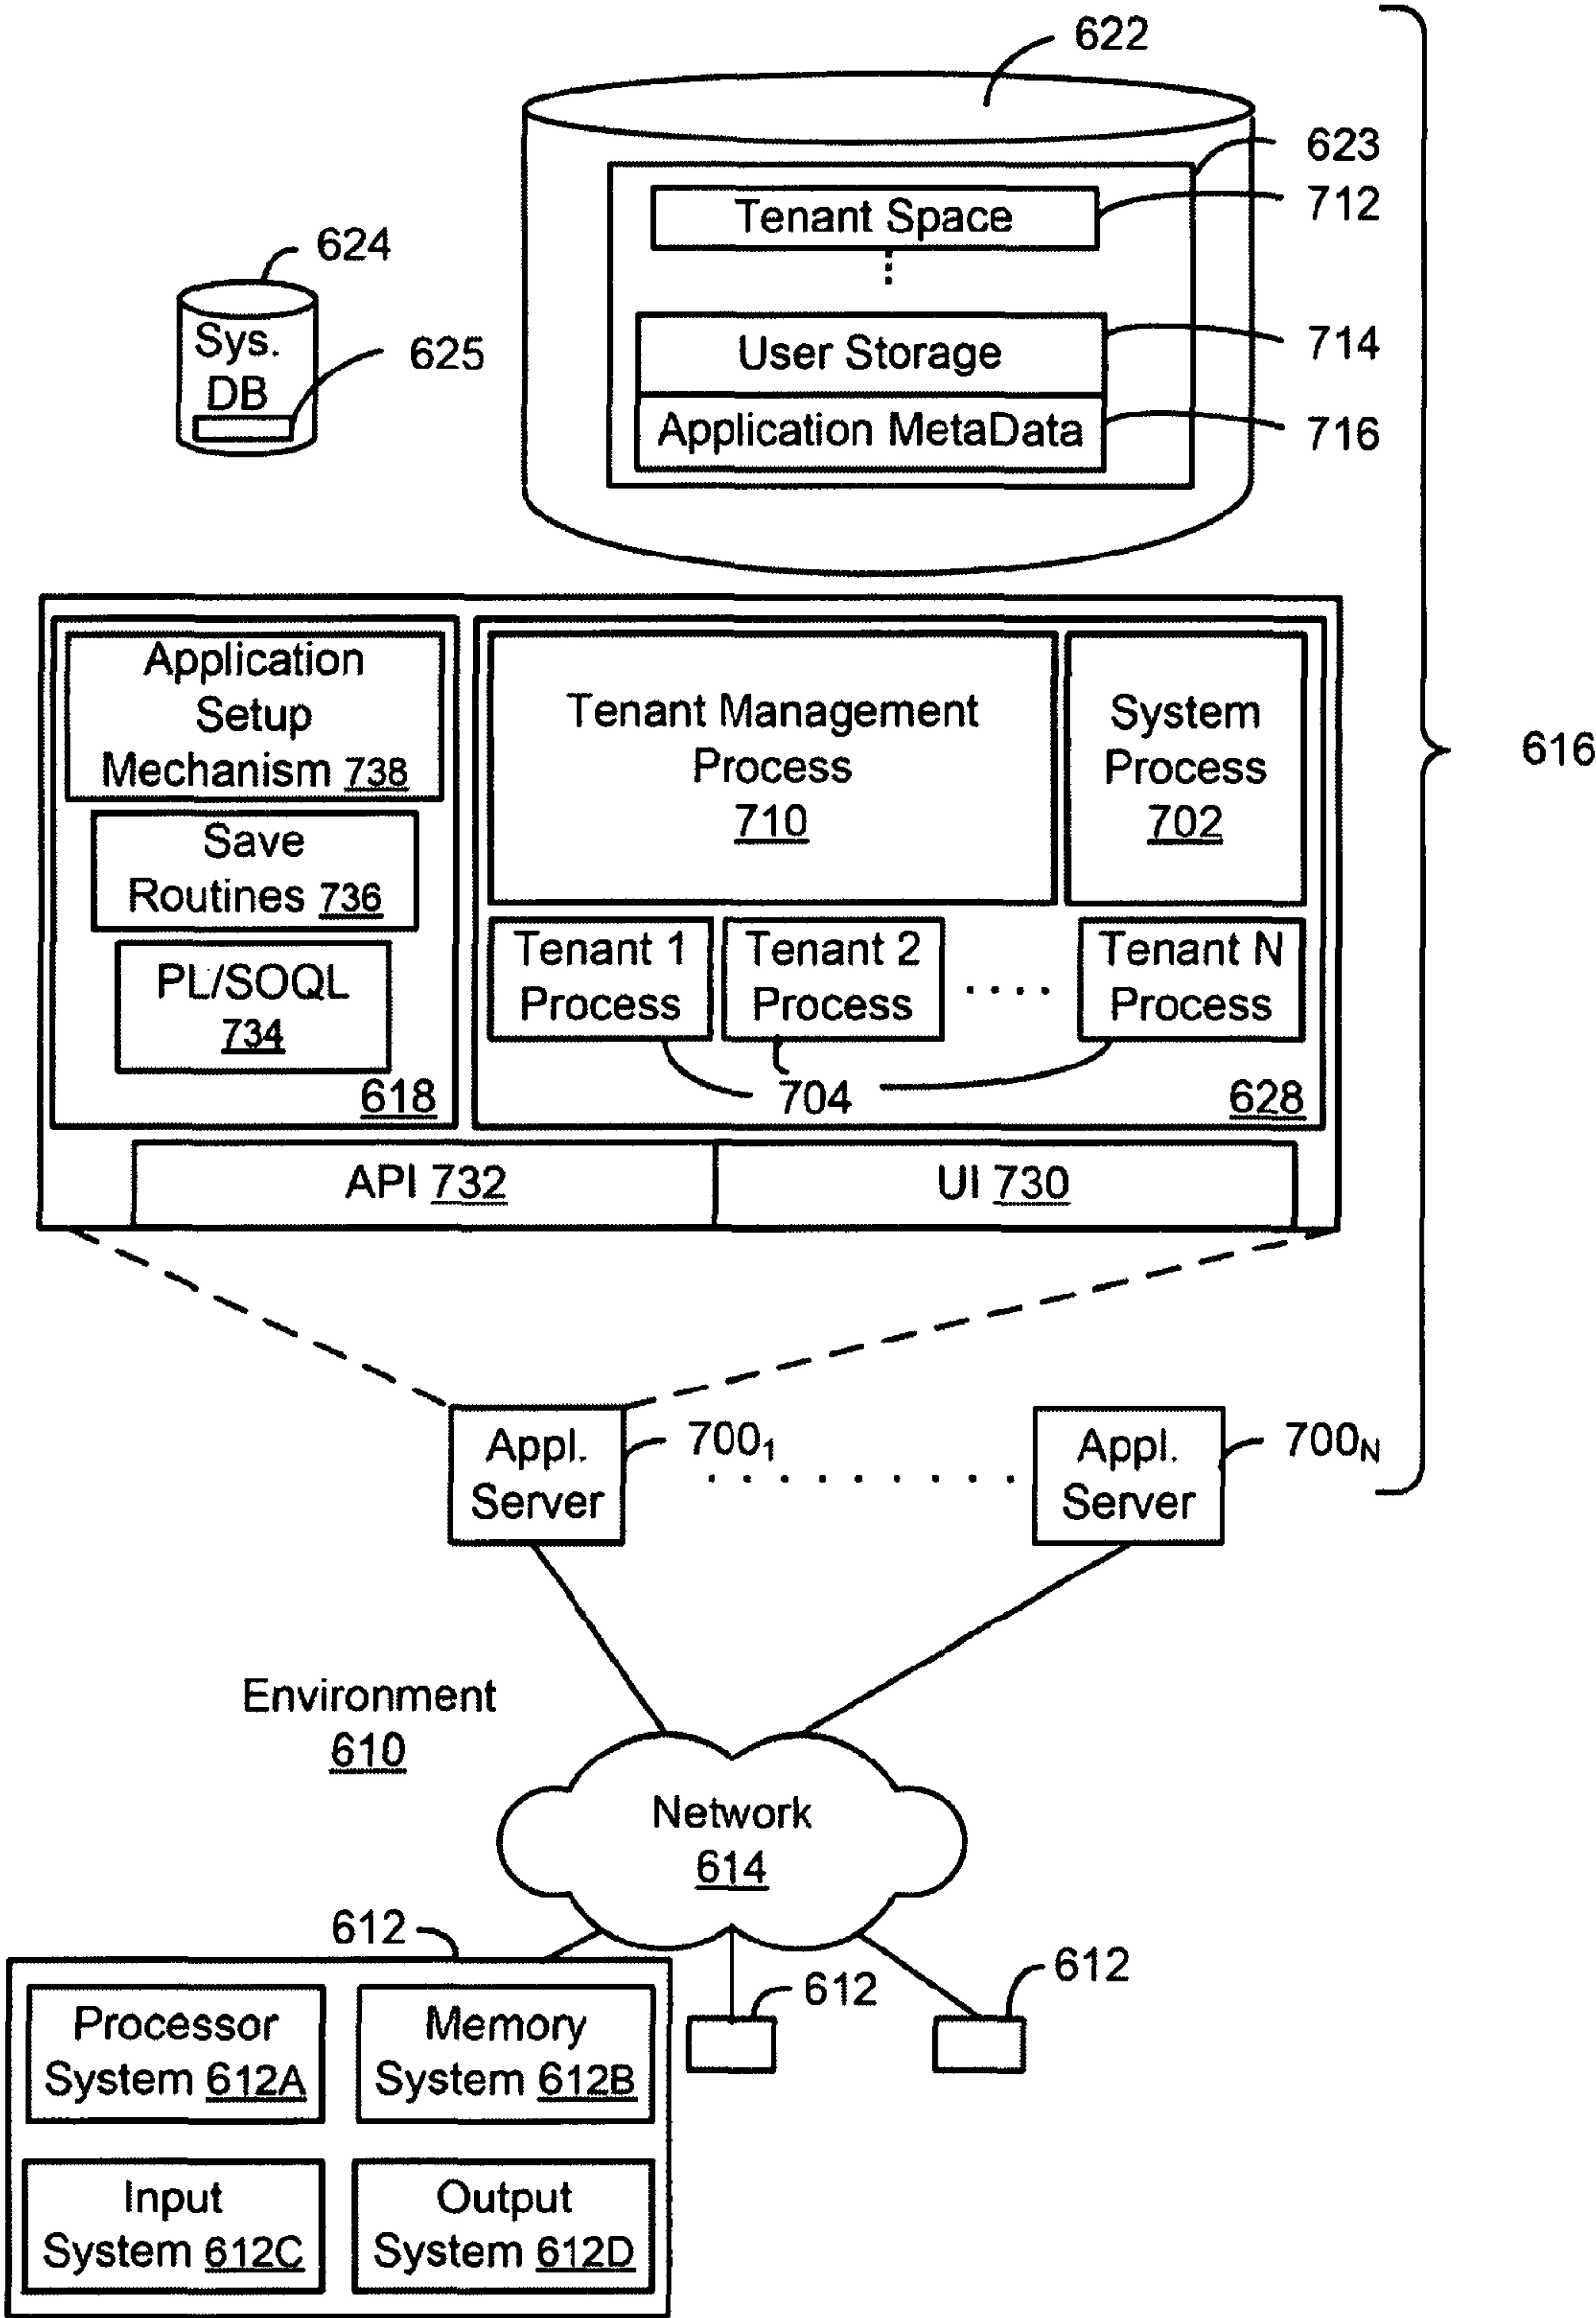 622
623
Tenant Space
712
624
Sys.
DB
625
User Storage
714
Application MetaData
716
Application
Setup
Mechanism 738
Tenant Management
Process
710
System
Process
702
616
Save
Routines 736
Tenant 1
Process
Tenant 2
Process
Tenant N
Process
PL/SOQL
734
618
704
628
API 732
UI 730
Appl.
Server
700₁
Appl.
Server
700N
Environment
610
Network
614
612
612
612
Processor
System 612A
Memory
System 612B
Input
System 612C
Output
System 612D